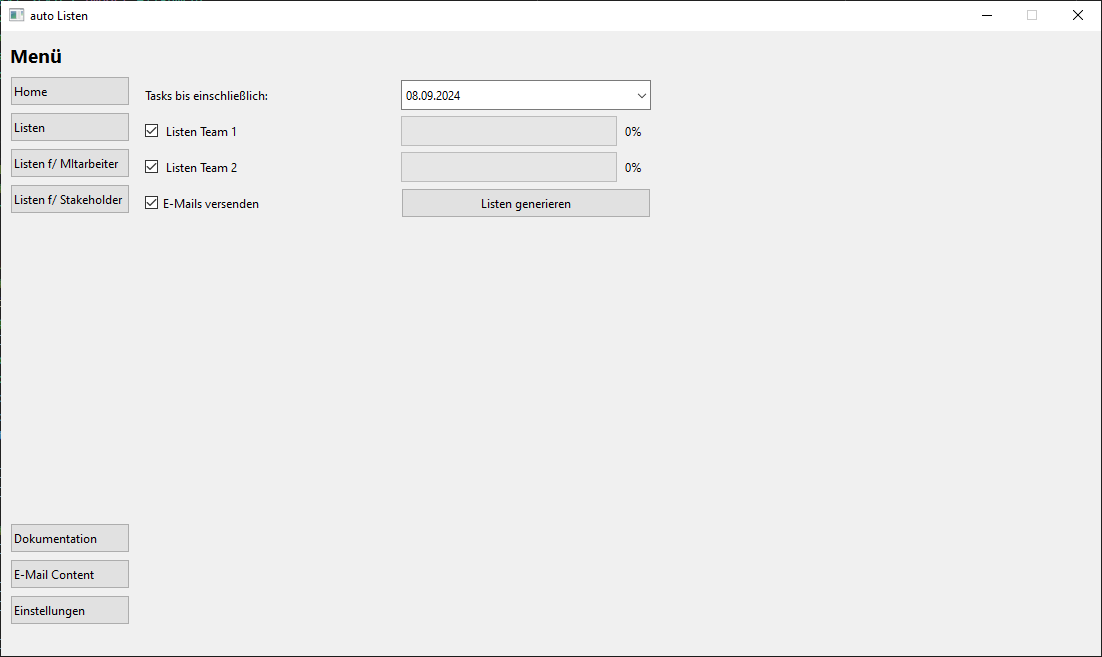 auto Listen
Menü
Home
Tasks bis einschließlich:
08.09.2024
Listen
Listen Team 1
0%
Listen f/ MItarbeiter
Listen Team 2
0%
Listen f/ Stakeholder
E-Mails versenden
Listen generieren
Dokumentation
E-Mail Content
Einstellungen